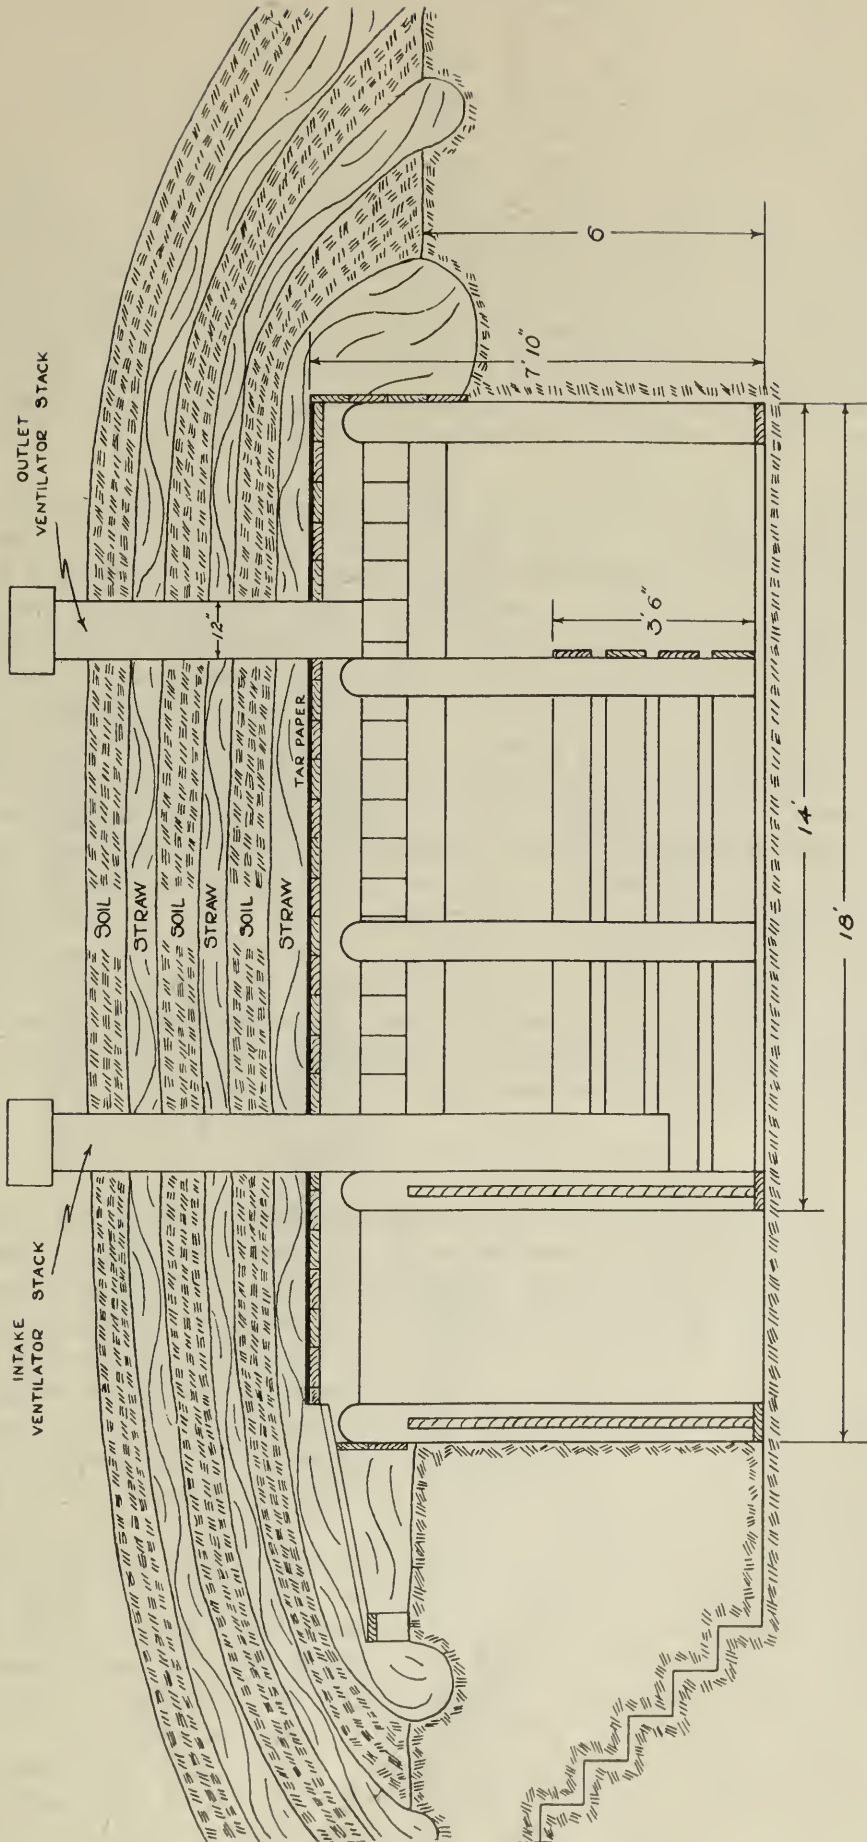 INTAKE
VENTILATOR STACK
OUTLET
VENTILATOR STACK
SOIL
STRAW
SOIL
STRAW
SOIL
STRAW
12"
TAR PAPER
7' 10"
6
3' 6"
14'
18'